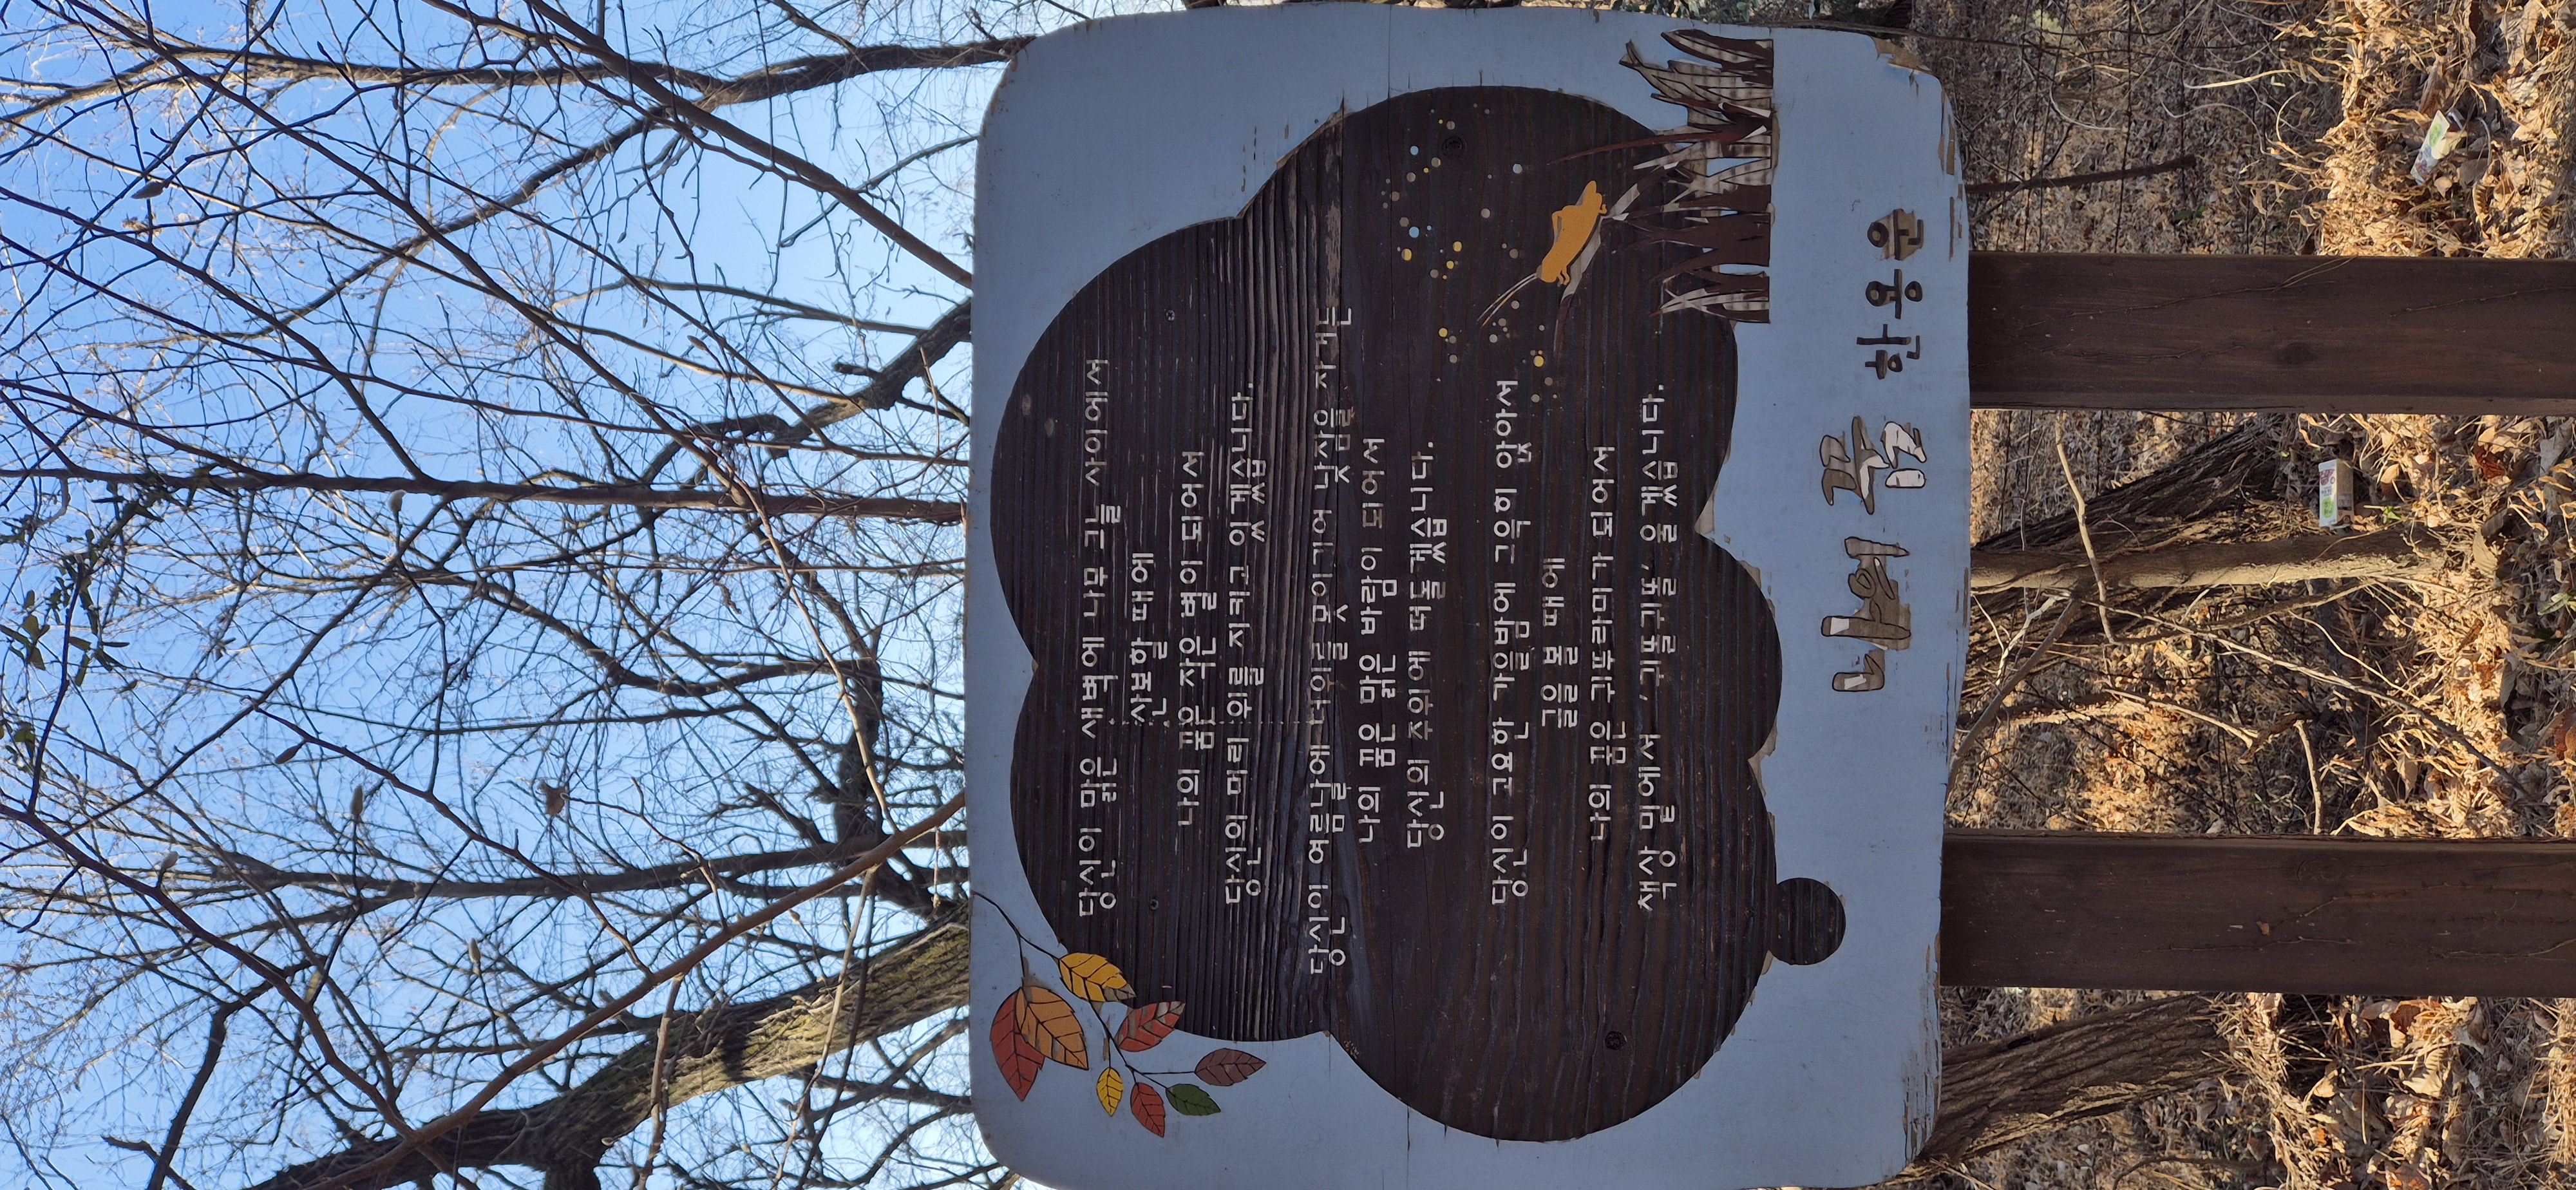 당신이 맑은 새벽에 나무 그늘 사이에서
산보할 때에
나의 꿈은 작은 별이 되어서
당신의 머리 위를 지키고 있겠습니다.
당신이 여름날에 더위를 못이기어 낮잠을 자거든
나의 꿈은 맑은 바람이 되어서
당신의 주위에 떠돌겠습니다.
당신이 고요한 가을밤에 그윽히 앉아서
글을 볼 때에
나의 꿈은 귀뚜라미가 되어서
책상 밑에서 '귀뚤귀뚤' 울겠습니다.
님의 꿈
한용운